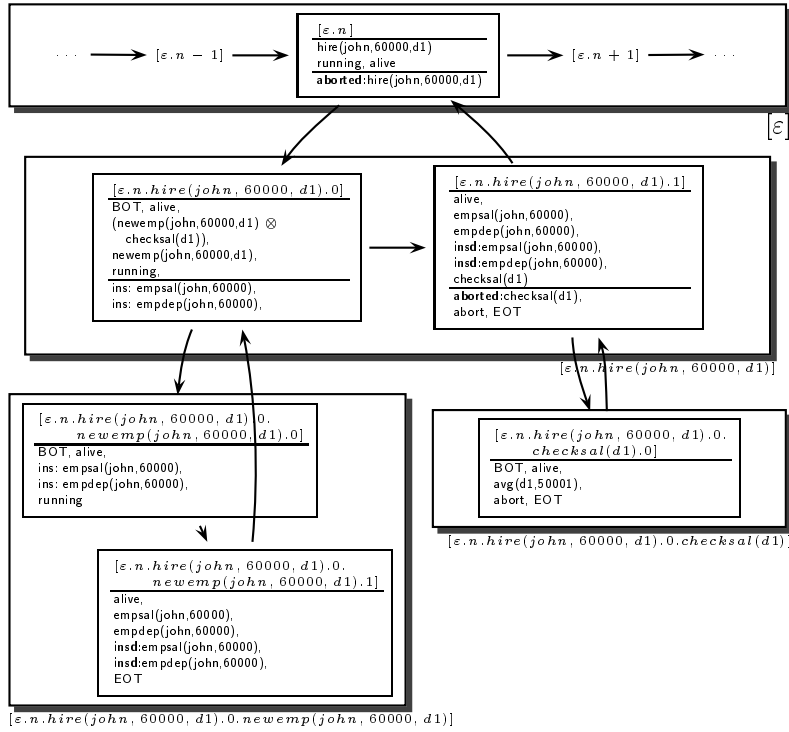 · · ·
[ε.n − 1]
[ε.n]
hire(john,60000,d1)
running, alive
aborted:hire(john,60000,d1)
[ε.n + 1]
· · ·
[ε]
[ε.n.hire(john, 60000, d1).0]
BOT, alive,
(newemp(john,60000,d1) ⊗
checksal(d1)),
newemp(john,60000,d1),
running,
ins: empsal(john,60000),
ins: empdep(john,60000),
[ε.n.hire(john, 60000, d1).1]
alive,
empsal(john,60000),
empdep(john,60000),
insd:empsal(john,60000),
insd:empdep(john,60000),
checksal(d1)
aborted:checksal(d1),
abort, EOT
[ε.n.hire(john, 60000, d1)]
[ε.n.hire(john, 60000, d1).0.
newemp(john, 60000, d1).0]
BOT, alive,
ins: empsal(john,60000),
ins: empdep(john,60000),
running
[ε.n.hire(john, 60000, d1).0.
newemp(john, 60000, d1).1]
alive,
empsal(john,60000),
empdep(john,60000),
insd:empsal(john,60000),
insd:empdep(john,60000),
EOT
[ε.n.hire(john, 60000, d1).0.newemp(john, 60000, d1)]
[ε.n.hire(john, 60000, d1).0.
checksal(d1).0]
BOT, alive,
avg(d1,50001),
abort, EOT
[ε.n.hire(john, 60000, d1).0.checksal(d1)]